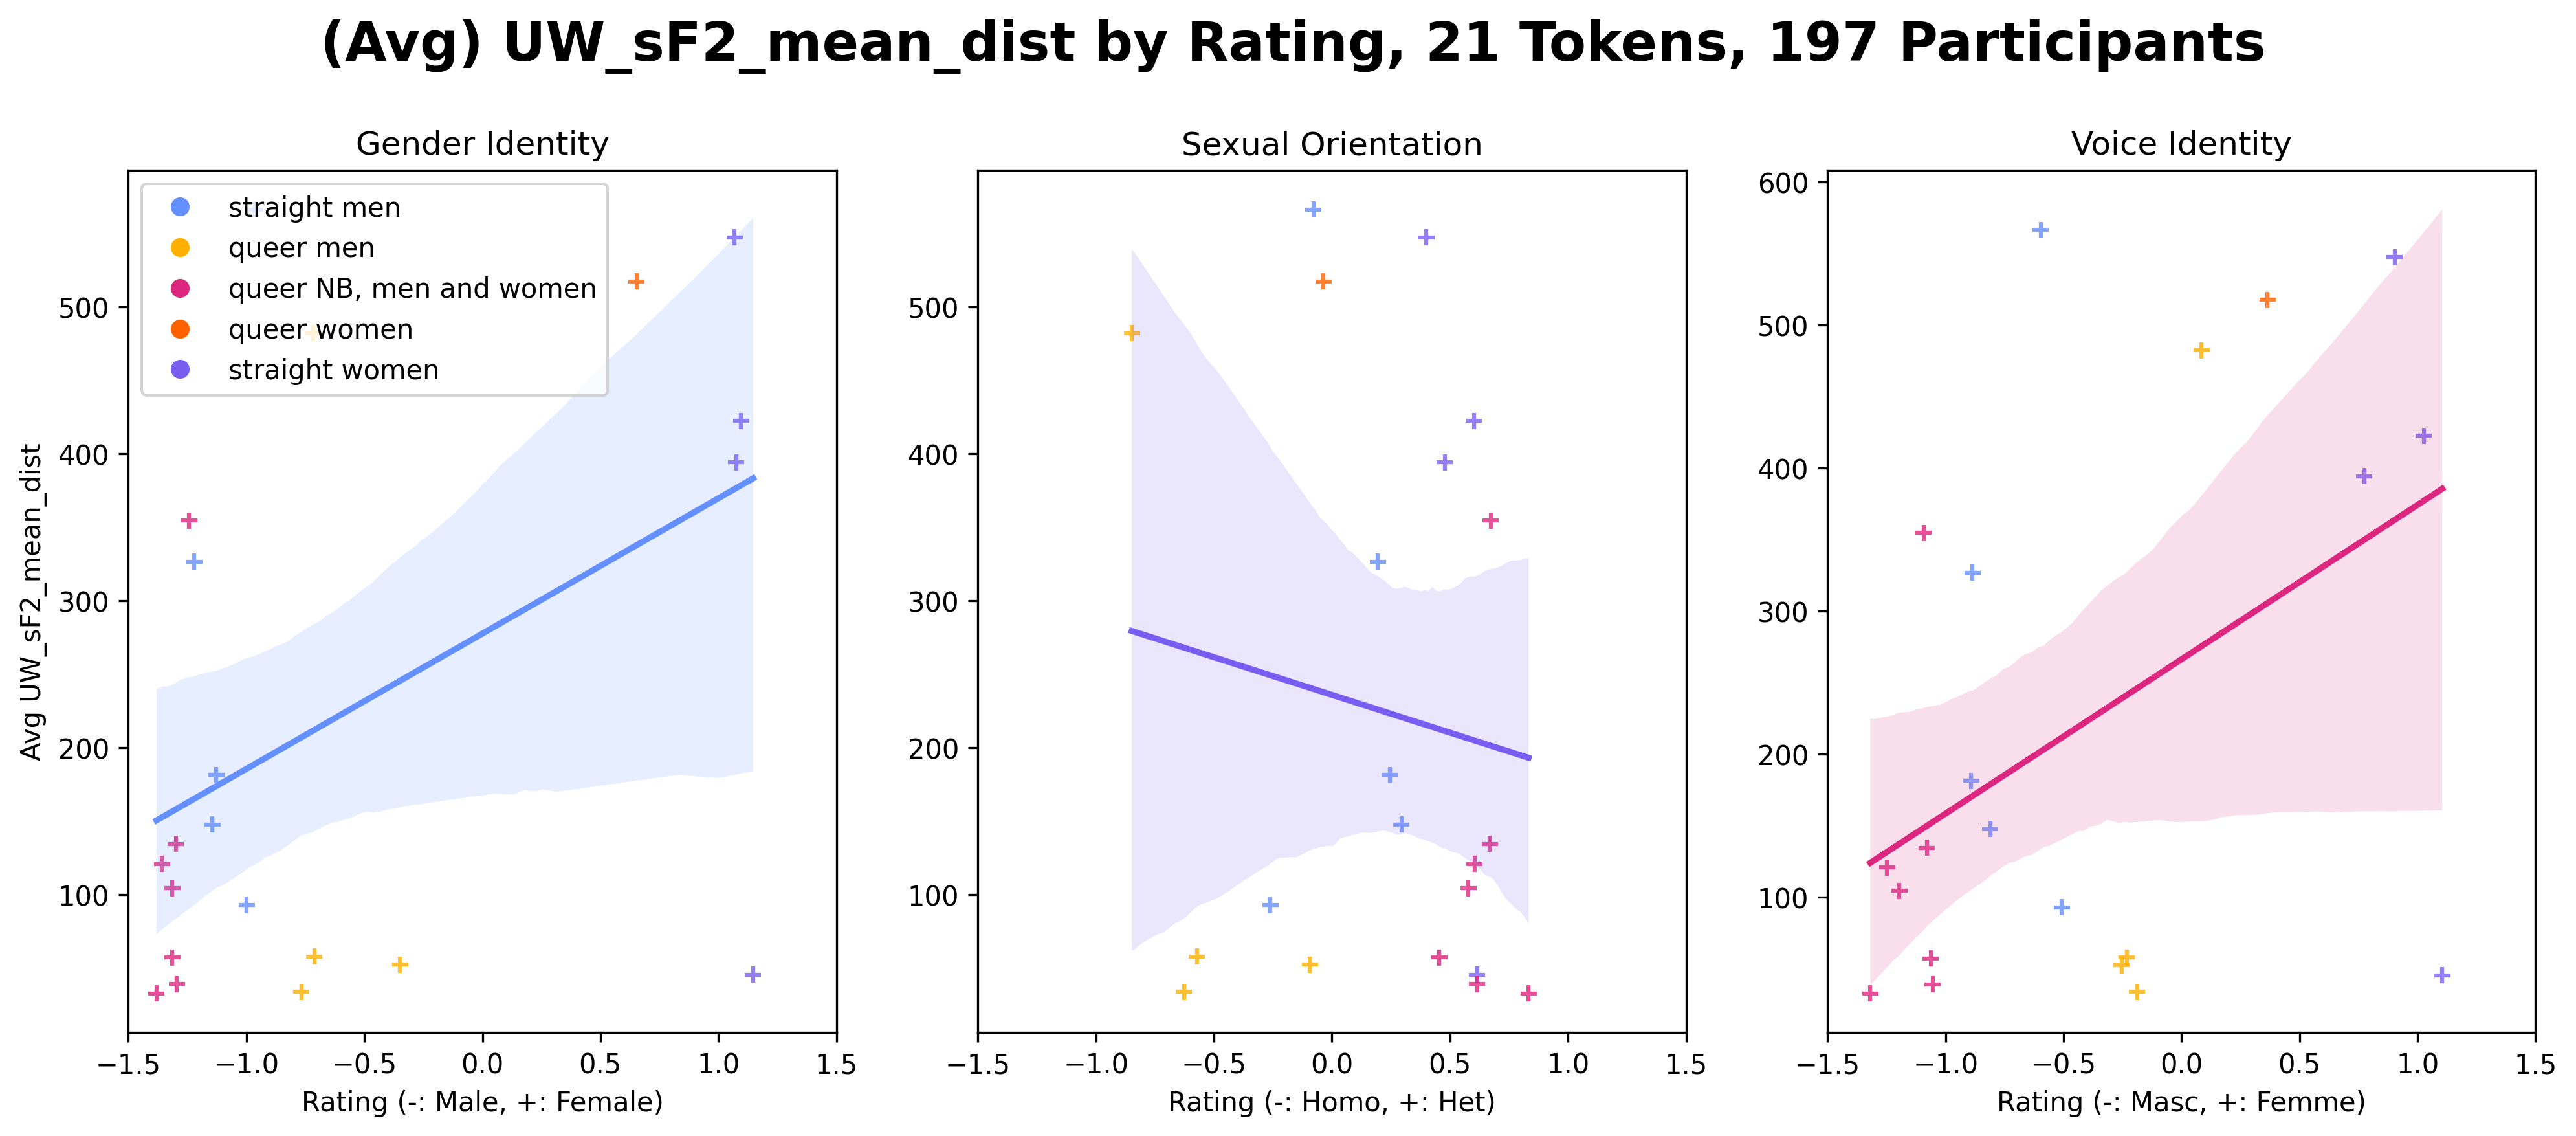 (Avg) UW_sF2_mean_dist by Rating, 21 Tokens, 197 Participants
Gender Identity
straight men
queer men
queer NB, men and women
queer women
straight women
Avg UW_sF2_mean_dist
500
400
300
200
100
−1.5 −1.0 −0.5 0.0 0.5 1.0 1.5
Rating (-: Male, +: Female)
Sexual Orientation
500
400
300
200
100
−1.5 −1.0 −0.5 0.0 0.5 1.0 1.5
Rating (-: Homo, +: Het)
Voice Identity
600
500
400
300
200
100
−1.5 −1.0 −0.5 0.0 0.5 1.0 1.5
Rating (-: Masc, +: Femme)